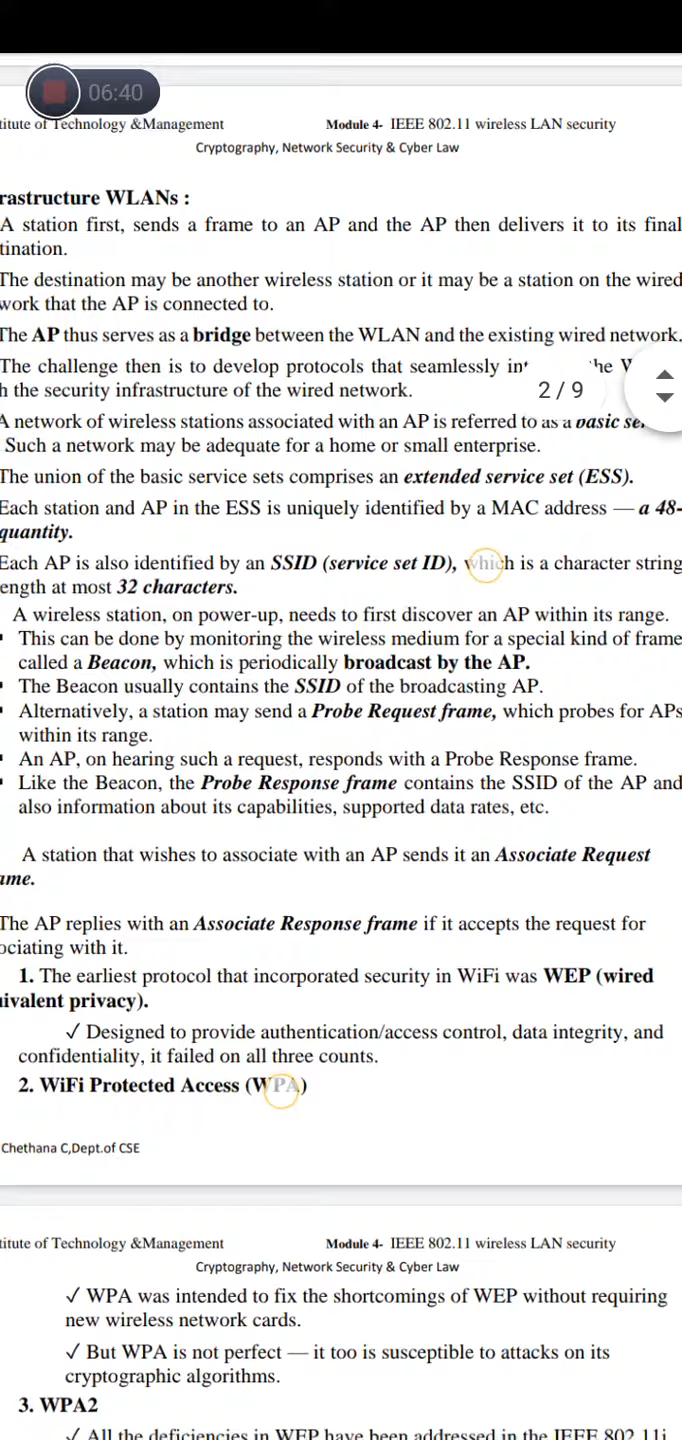 06:40
titute of Technology &Management Module 4- IEEE 802.11 wireless LAN security
Cryptography, Network Security & Cyber Law
rastructure WLANs :
A station first, sends a frame to an AP and the AP then delivers it to its final
tination.
The destination may be another wireless station or it may be a station on the wired
work that the AP is connected to.
The AP thus serves as a bridge between the WLAN and the existing wired network.
The challenge then is to develop protocols that seamlessly in he W
h the security infrastructure of the wired network.
2 / 9
A network of wireless stations associated with an AP is referred to as a basic se
Such a network may be adequate for a home or small enterprise.
The union of the basic service sets comprises an extended service set (ESS).
Each station and AP in the ESS is uniquely identified by a MAC address — a 48-
quantity.
Each AP is also identified by an SSID (service set ID), which is a character string
ength at most 32 characters.
A wireless station, on power-up, needs to first discover an AP within its range.
▪ This can be done by monitoring the wireless medium for a special kind of frame
called a Beacon, which is periodically broadcast by the AP.
▪ The Beacon usually contains the SSID of the broadcasting AP.
▪ Alternatively, a station may send a Probe Request frame, which probes for APs
within its range.
▪ An AP, on hearing such a request, responds with a Probe Response frame.
▪ Like the Beacon, the Probe Response frame contains the SSID of the AP and
also information about its capabilities, supported data rates, etc.
A station that wishes to associate with an AP sends it an Associate Request
ame.
The AP replies with an Associate Response frame if it accepts the request for
ociating with it.
1. The earliest protocol that incorporated security in WiFi was WEP (wired
uivalent privacy).
✓ Designed to provide authentication/access control, data integrity, and
confidentiality, it failed on all three counts.
2. WiFi Protected Access (WPA)
Chethana C,Dept.of CSE
titute of Technology &Management Module 4- IEEE 802.11 wireless LAN security
Cryptography, Network Security & Cyber Law
✓ WPA was intended to fix the shortcomings of WEP without requiring
new wireless network cards.
✓ But WPA is not perfect — it too is susceptible to attacks on its
cryptographic algorithms.
3. WPA2
✓ All the deficiencies in WEP have been addressed in the IEEE 802.11i